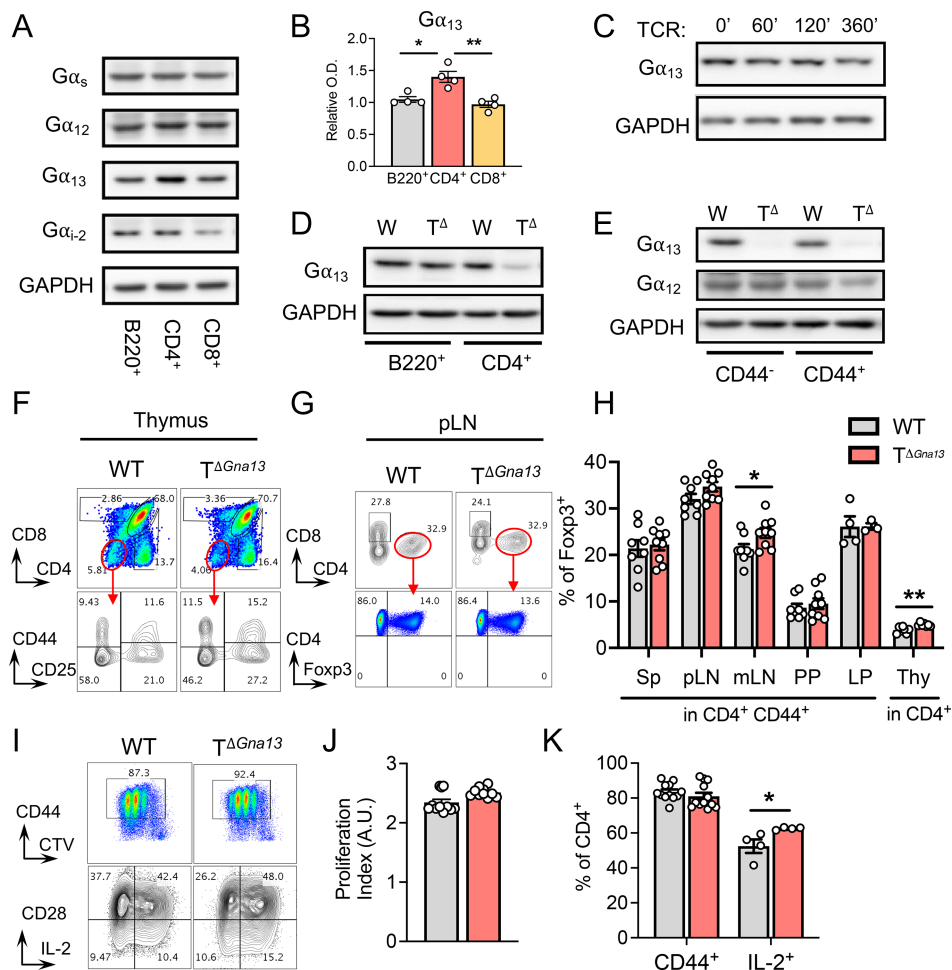 A
Gαs
Gα12
Gα13
Gαi-2
GAPDH
B220+
CD4+
CD8+
B
Gα13
*
**
Relative O.D.
2.0
1.5
1.0
0.5
0.0
B220+ CD4+ CD8+
C
TCR: 0’ 60’ 120’ 360’
Gα13
GAPDH
D
W TΔ W TΔ
Gα13
GAPDH
B220+ CD4+
E
W TΔ W TΔ
Gα13
Gα12
GAPDH
CD44- CD44+
F
Thymus
WT TΔGna13
2.86 68.0 3.36 70.7
CD8
CD4
5.81 13.7 4.06 16.4
9.43 11.6 11.5 15.2
CD44
CD25
58.0 21.0 46.2 27.2
G
pLN
WT TΔGna13
27.8 24.1
32.9 32.9
CD8
CD4
86.0 14.0 86.4 13.6
CD4
Foxp3
0 0 0 0
H
WT
TΔGna13
% of Foxp3+
40
30
20
10
0
*
**
Sp pLN mLN PP LP Thy
in CD4+ CD44+ in CD4+
I
WT TΔGna13
87.3 92.4
CD44
CTV
37.7 42.4 26.2 48.0
CD28
IL-2
9.47 10.4 10.6 15.2
J
Proliferation
Index (A.U.)
3
2
1
0
K
% of CD4+
100
80
60
40
20
0
*
CD44+ IL-2+